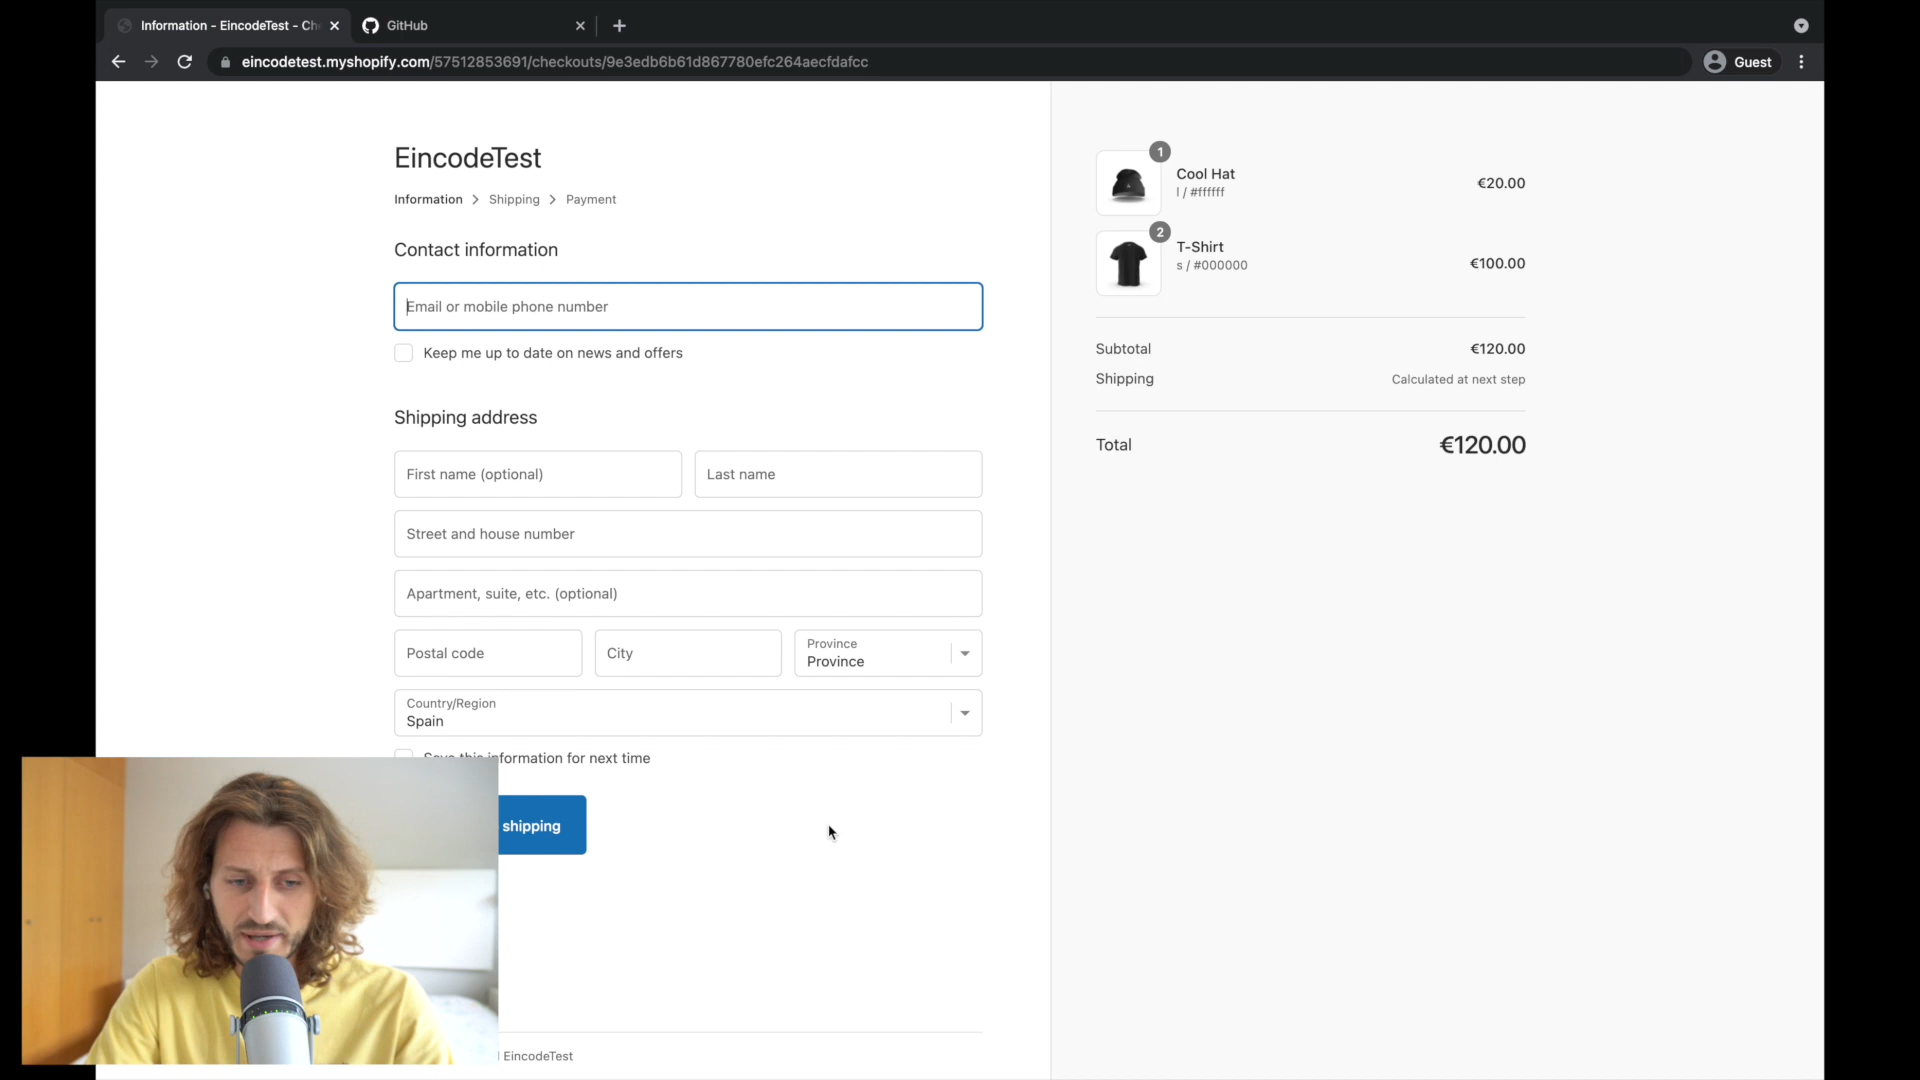 Information - EincodeTest - Ch
GitHub
eincodetest.myshopify.com/57512853691/checkouts/9e3edb6b61d867780efc264aecfdafcc
Guest
EincodeTest
Information > Shipping > Payment
Contact information
Email or mobile phone number
Keep me up to date on news and offers
Shipping address
First name (optional)
Last name
Street and house number
Apartment, suite, etc. (optional)
Postal code
City
Province
Province
Country/Region
Spain
Save this information for next time
shipping
EincodeTest
1
Cool Hat
l / #ffffff
€20.00
2
T-Shirt
s / #000000
€100.00
Subtotal
€120.00
Shipping
Calculated at next step
Total
€120.00